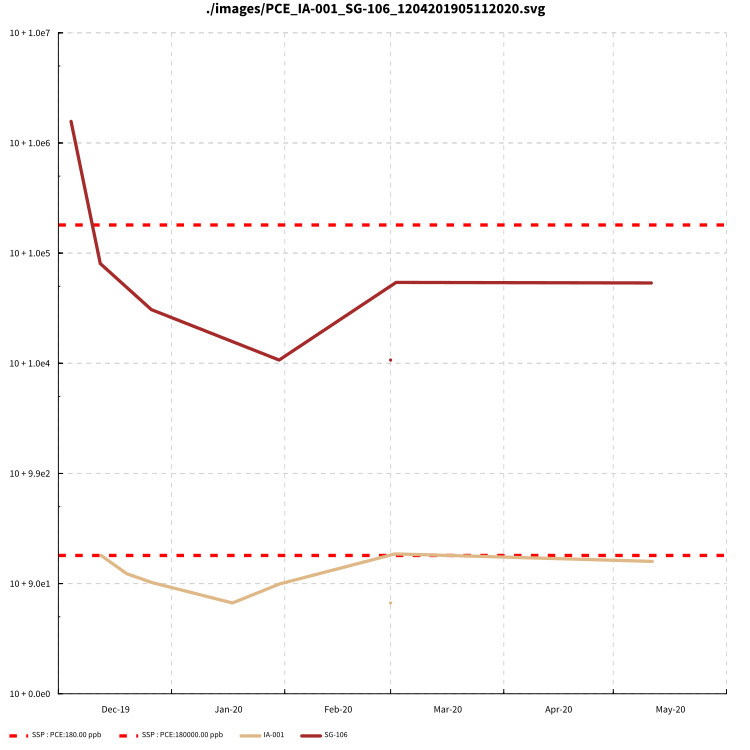 ./images/PCE_IA-001_SG-106_1204201905112020.svg
10 + 1.0e7
10 + 1.0e6
10 + 1.0e5
10 + 1.0e4
10 + 9.9e2
10 + 9.0e1
10 + 0.0e0
Dec-19 Jan-20 Feb-20 Mar-20 Apr-20 May-20
SSP : PCE:180.00 ppb SSP : PCE:180000.00 ppb IA-001 SG-106